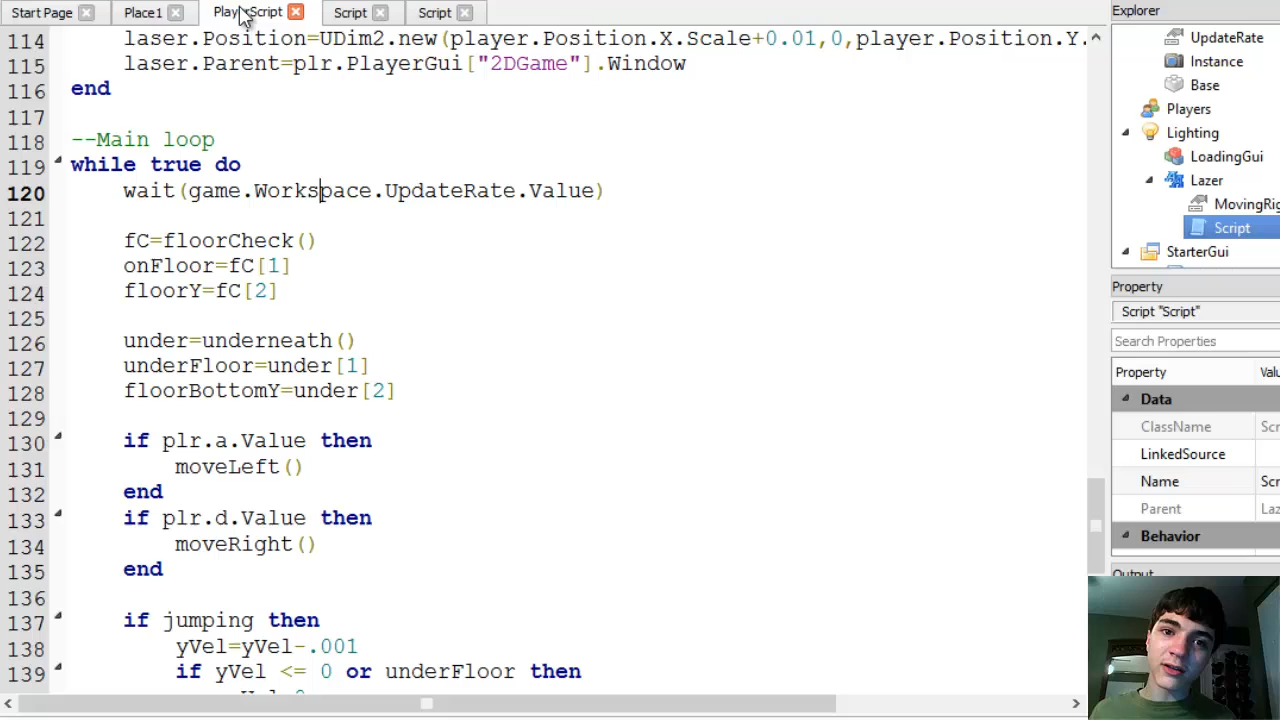 Start Page
Place1
PlayerScript
Script
Script
114 laser.Position=UDim2.new(player.Position.X.Scale+0.01,0,player.Position.Y.
115 laser.Parent=plr.PlayerGui["2DGame"].Window
116 end
117
118 --Main loop
119 while true do
120 wait(game.Workspace.UpdateRate.Value)
121
122 fC=floorCheck()
123 onFloor=fC[1]
124 floorY=fC[2]
125
126 under=underneath()
127 underFloor=under[1]
128 floorBottomY=under[2]
129
130 if plr.a.Value then
131 moveLeft()
132 end
133 if plr.d.Value then
134 moveRight()
135 end
136
137 if jumping then
138 yVel=yVel-.001
139 if yVel <= 0 or underFloor then
Explorer
UpdateRate
Instance
Base
Players
Lighting
LoadingGui
Lazer
MovingRig
Script
StarterGui
Property
Script "Script"
Search Properties
Property Valu
Data
ClassName Scr
LinkedSource
Name Scr
Parent Laz
Behavior
Output